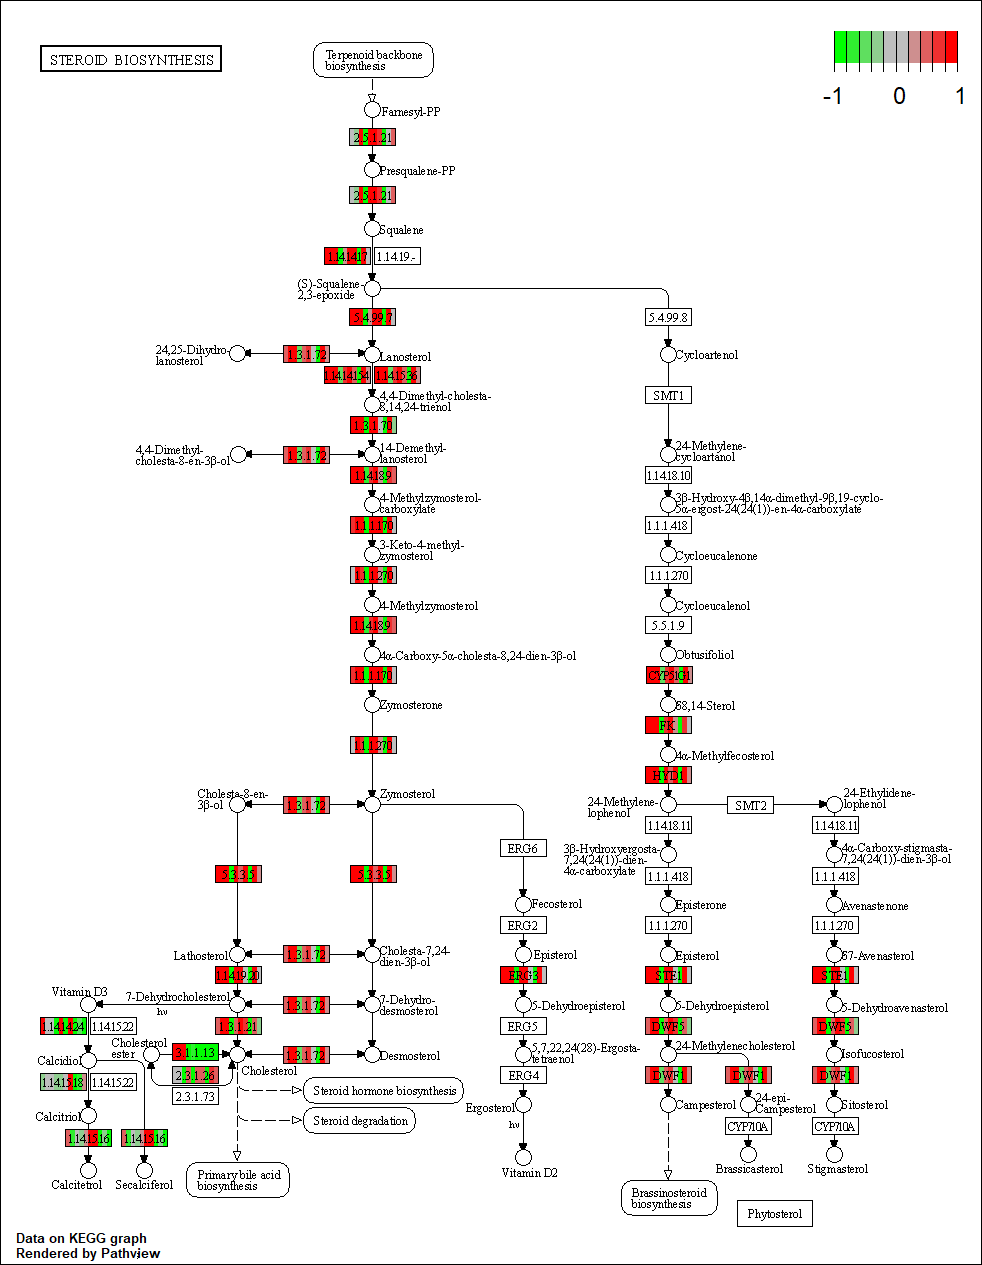 STEROID BIOSYNTHESIS
-1 0 1
Terpenoid backbone
biosynthesis
Farnesyl-PP
2.5.1.21
Presqualene-PP
2.5.1.21
Squalene
1.14.14.17
1.14.19.-
(S)-Squalene-
2,3-epoxide
5.4.99.7
5.4.99.8
24,25-Dihydro-
lanosterol
1.3.1.72
Lanosterol
Cycloartenol
1.14.14.154
1.14.15.36
SMT1
4,4-Dimethyl-cholesta-
8,14,24-trienol
1.3.1.70
4,4-Dimethyl-
cholesta-8-en-3β-ol
1.3.1.72
14-Demethyl-
lanosterol
24-Methylene-
cycloartanol
1.14.18.9
1.14.18.10
4-Methylzymosterol-
carboxylate
3β-Hydroxy-4β,14α-dimethyl-9β,19-cyclo-
5α-ergost-24(24(1))-en-4α-carboxylate
1.1.1.170
1.1.1.418
3-Keto-4-methyl-
zymosterol
Cycloeucalenone
1.1.1.270
1.1.1.270
4-Methylzymosterol
Cycloeucalenol
1.14.18.9
5.5.1.9
4α-Carboxy-5α-cholesta-8,24-dien-3β-ol
Obtusifoliol
1.1.1.170
CYP51G1
Zymosterone
δ8,14-Sterol
FK
1.1.1.270
4α-Methylfecosterol
HYD1
Cholesta-8-en-
3β-ol
1.3.1.72
Zymosterol
24-Methylene-
lophenol
SMT2
24-Ethylidene-
lophenol
1.14.18.11
1.14.18.11
ERG6
3β-Hydroxyergosta-
7,24(24(1))-dien-
4α-carboxylate
4α-Carboxy-stigmasta-
7,24(24(1))-dien-3β-ol
5.3.3.5
5.3.3.5
1.1.1.418
1.1.1.418
Fecosterol
Episterone
Avenastenone
ERG2
1.1.1.270
1.1.1.270
Lathosterol
1.3.1.72
Cholesta-7,24-
dien-3β-ol
Episterol
Episterol
δ7-Avenasterol
1.14.19.20
ERG3
STE1
STE1
Vitamin D3
7-Dehydrocholesterol
hν
1.3.1.72
7-Dehydro-
desmosterol
5-Dehydroepisterol
5-Dehydroepisterol
5-Dehydroavenasterol
1.14.14.24
1.14.15.22
1.3.1.21
ERG5
DWF5
DWF5
Cholesterol
ester
3.1.1.13
1.3.1.72
Desmosterol
5,7,22,24(28)-Ergosta-
tetraenol
24-Methylenecholesterol
Isofucosterol
Calcidiol
Cholesterol
2.3.1.26
2.3.1.73
1.14.15.18
1.14.15.22
ERG4
DWF1
DWF1
DWF1
Steroid hormone biosynthesis
Calcitriol
Ergosterol
hν
Campesterol
24-epi-
Campesterol
Sitosterol
Steroid degradation
1.14.15.16
1.14.15.16
CYP710A
CYP710A
Calcitetrol
Secalciferol
Primary bile acid
biosynthesis
Vitamin D2
Brassicasterol
Stigmasterol
Brassinosteroid
biosynthesis
Phytosterol
Data on KEGG graph
Rendered by Pathview